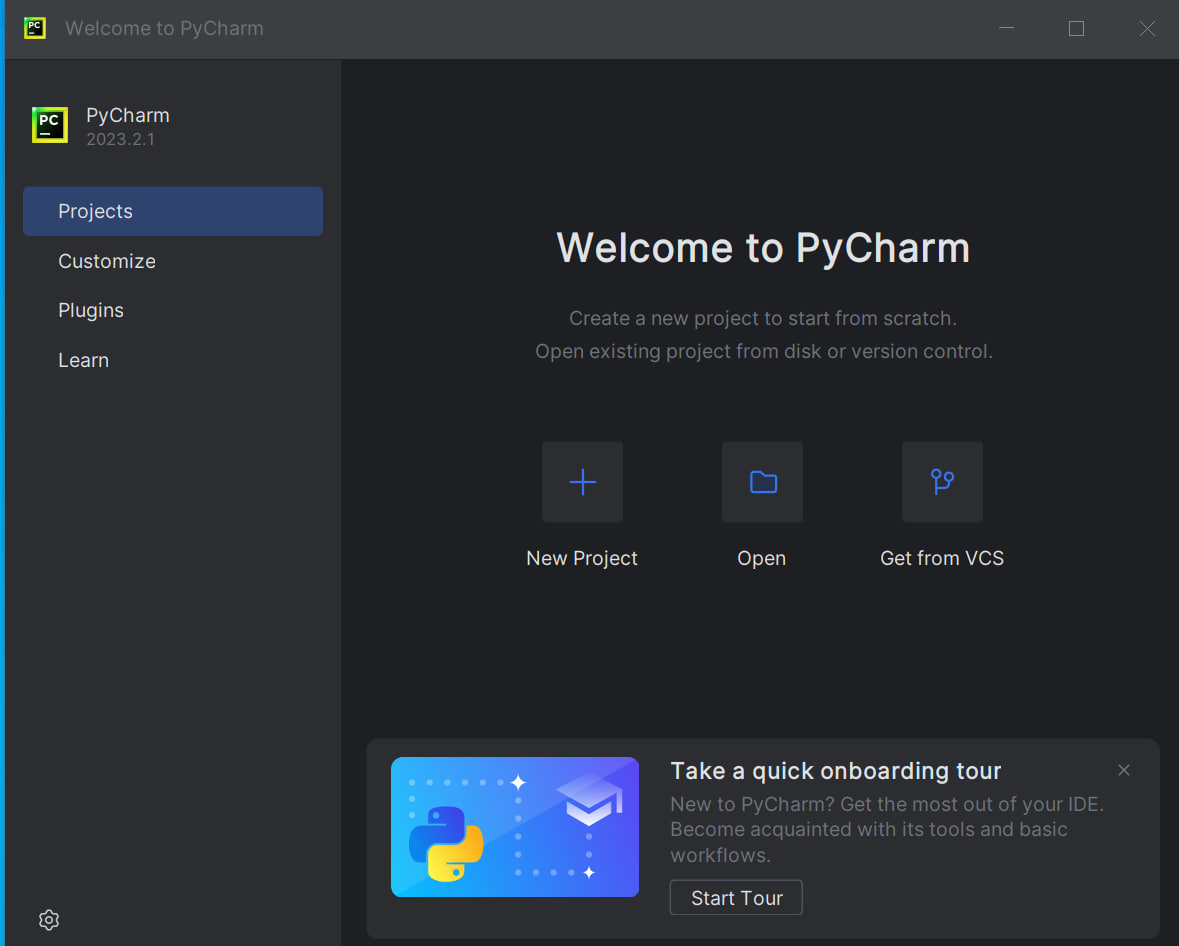 PC
Welcome to PyCharm
PC
PyCharm
2023.2.1
Projects
Customize
Plugins
Learn
Welcome to PyCharm
Create a new project to start from scratch.
Open existing project from disk or version control.
New Project
Open
Get from VCS
Take a quick onboarding tour
New to PyCharm? Get the most out of your IDE.
Become acquainted with its tools and basic
workflows.
Start Tour